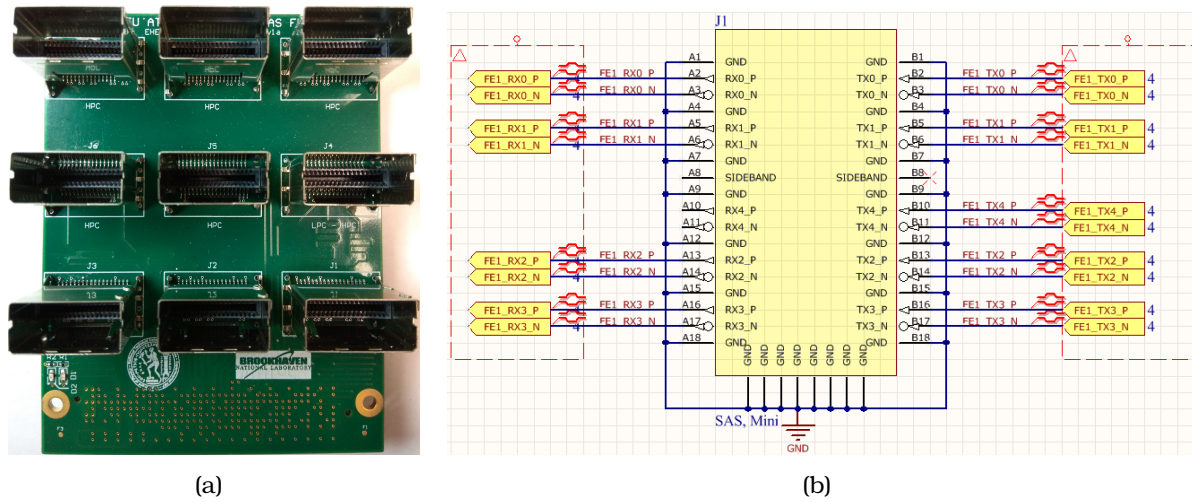 HPC HPC HPC
J6 J5 J4
HPC HPC LPC - HPC
J3 J2 J1
BROOKHAVEN
NATIONAL LABORATORY
D2 D1
(a)
J1
A1 GND GND B1
FE1_RX0_P FE1_RX0_P A2 RX0_P TX0_P B2 FE1_TX0_P FE1_TX0_P 4
FE1_RX0_N 4 FE1_RX0_N A3 RX0_N TX0_N B3 FE1_TX0_N FE1_TX0_N 4
A4 GND GND B4
FE1_RX1_P FE1_RX1_P A5 RX1_P TX1_P B5 FE1_TX1_P FE1_TX1_P 4
FE1_RX1_N 4 FE1_RX1_N A6 RX1_N TX1_N B6 FE1_TX1_N FE1_TX1_N 4
A7 GND GND B7
A8 SIDEBAND SIDEBAND B8
A9 GND GND B9
A10 RX4_P TX4_P B10 FE1_TX4_P FE1_TX4_P 4
A11 RX4_N TX4_N B11 FE1_TX4_N FE1_TX4_N 4
A12 GND GND B12
FE1_RX2_P FE1_RX2_P A13 RX2_P TX2_P B13 FE1_TX2_P FE1_TX2_P 4
FE1_RX2_N 4 FE1_RX2_N A14 RX2_N TX2_N B14 FE1_TX2_N FE1_TX2_N 4
A15 GND GND B15
FE1_RX3_P FE1_RX3_P A16 RX3_P TX3_P B16 FE1_TX3_P FE1_TX3_P 4
FE1_RX3_N 4 FE1_RX3_N A17 RX3_N TX3_N B17 FE1_TX3_N FE1_TX3_N 4
A18 GND GND B18
GND GND GND GND GND GND GND GND
SAS, Mini
GND
(b)